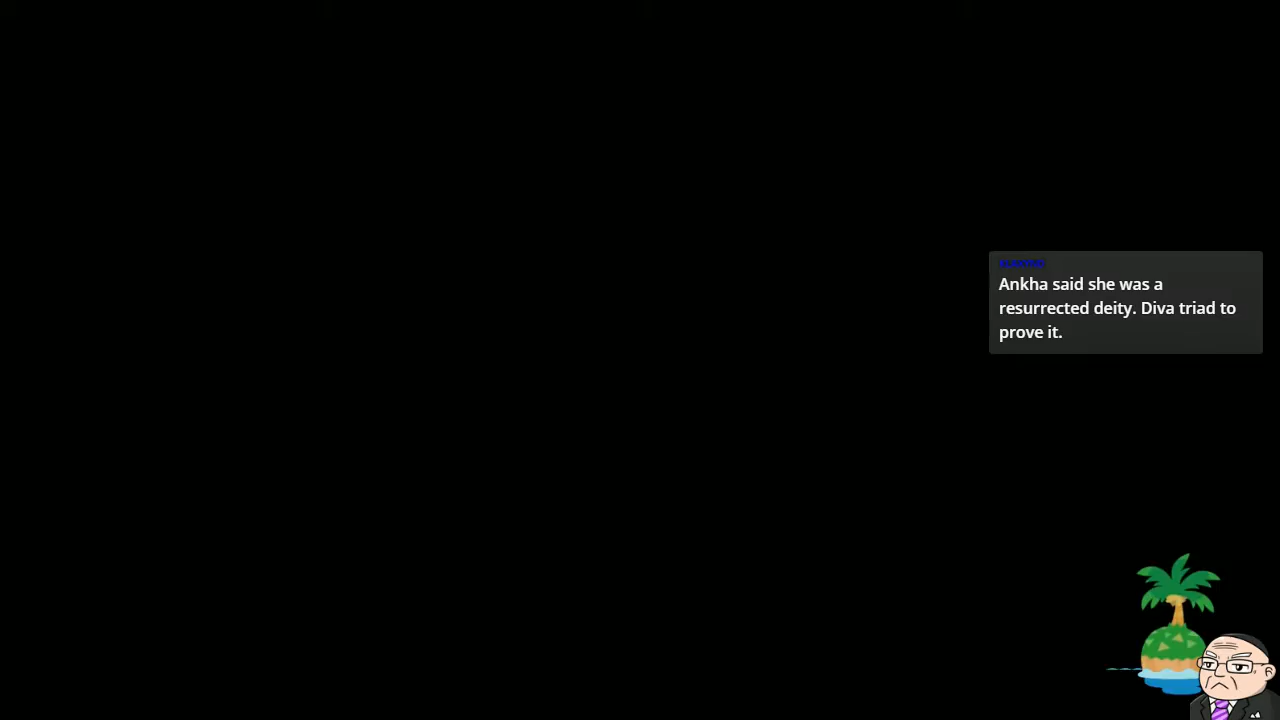 Ankha said she was a
resurrected deity. Diva triad to
prove it.